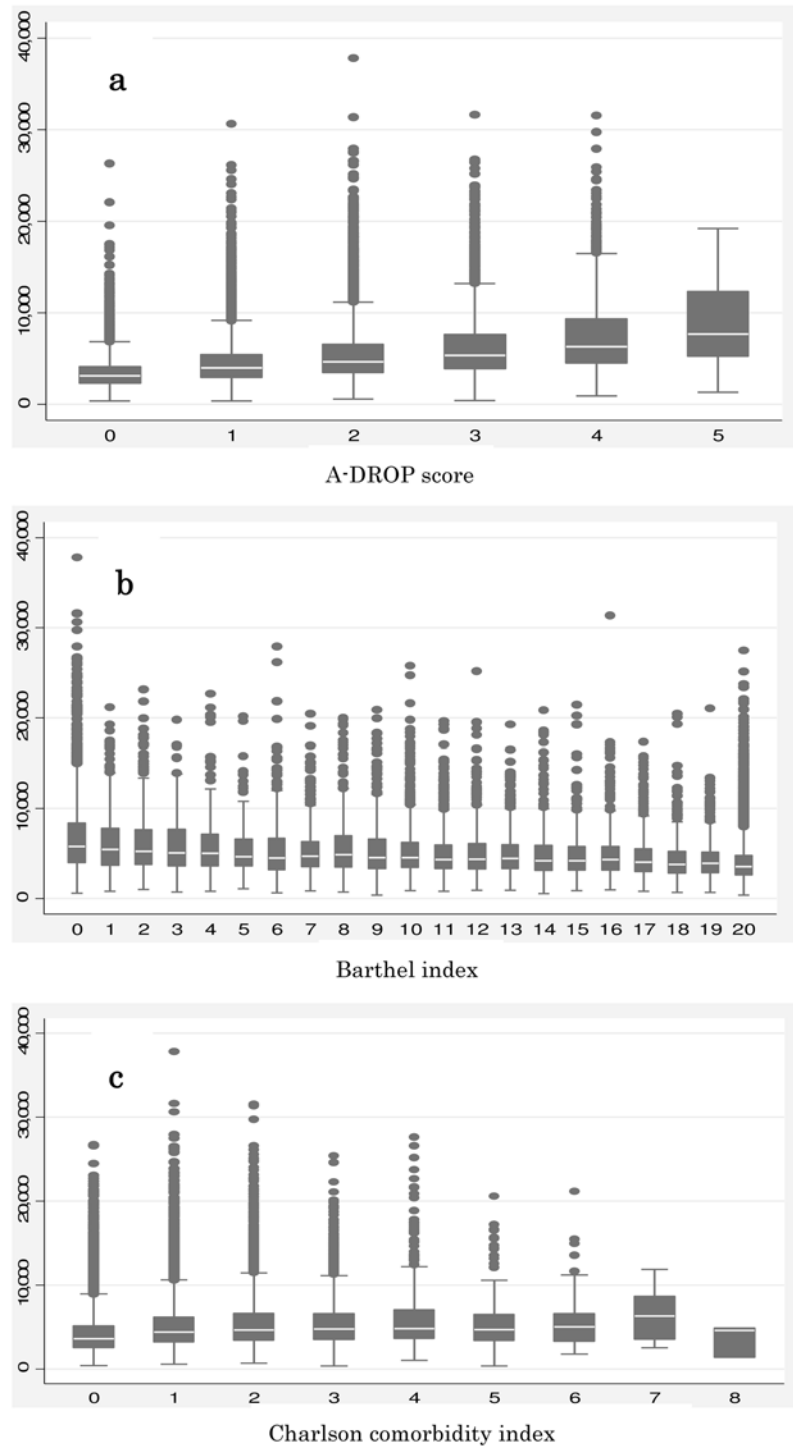 40,000
a
30,000
20,000
10,000
0
0 1 2 3 4 5
A-DROP score
40,000
b
30,000
20,000
10,000
0
0 1 2 3 4 5 6 7 8 9 10 11 12 13 14 15 16 17 18 19 20
Barthel index
40,000
c
30,000
20,000
10,000
0
0 1 2 3 4 5 6 7 8
Charlson comorbidity index